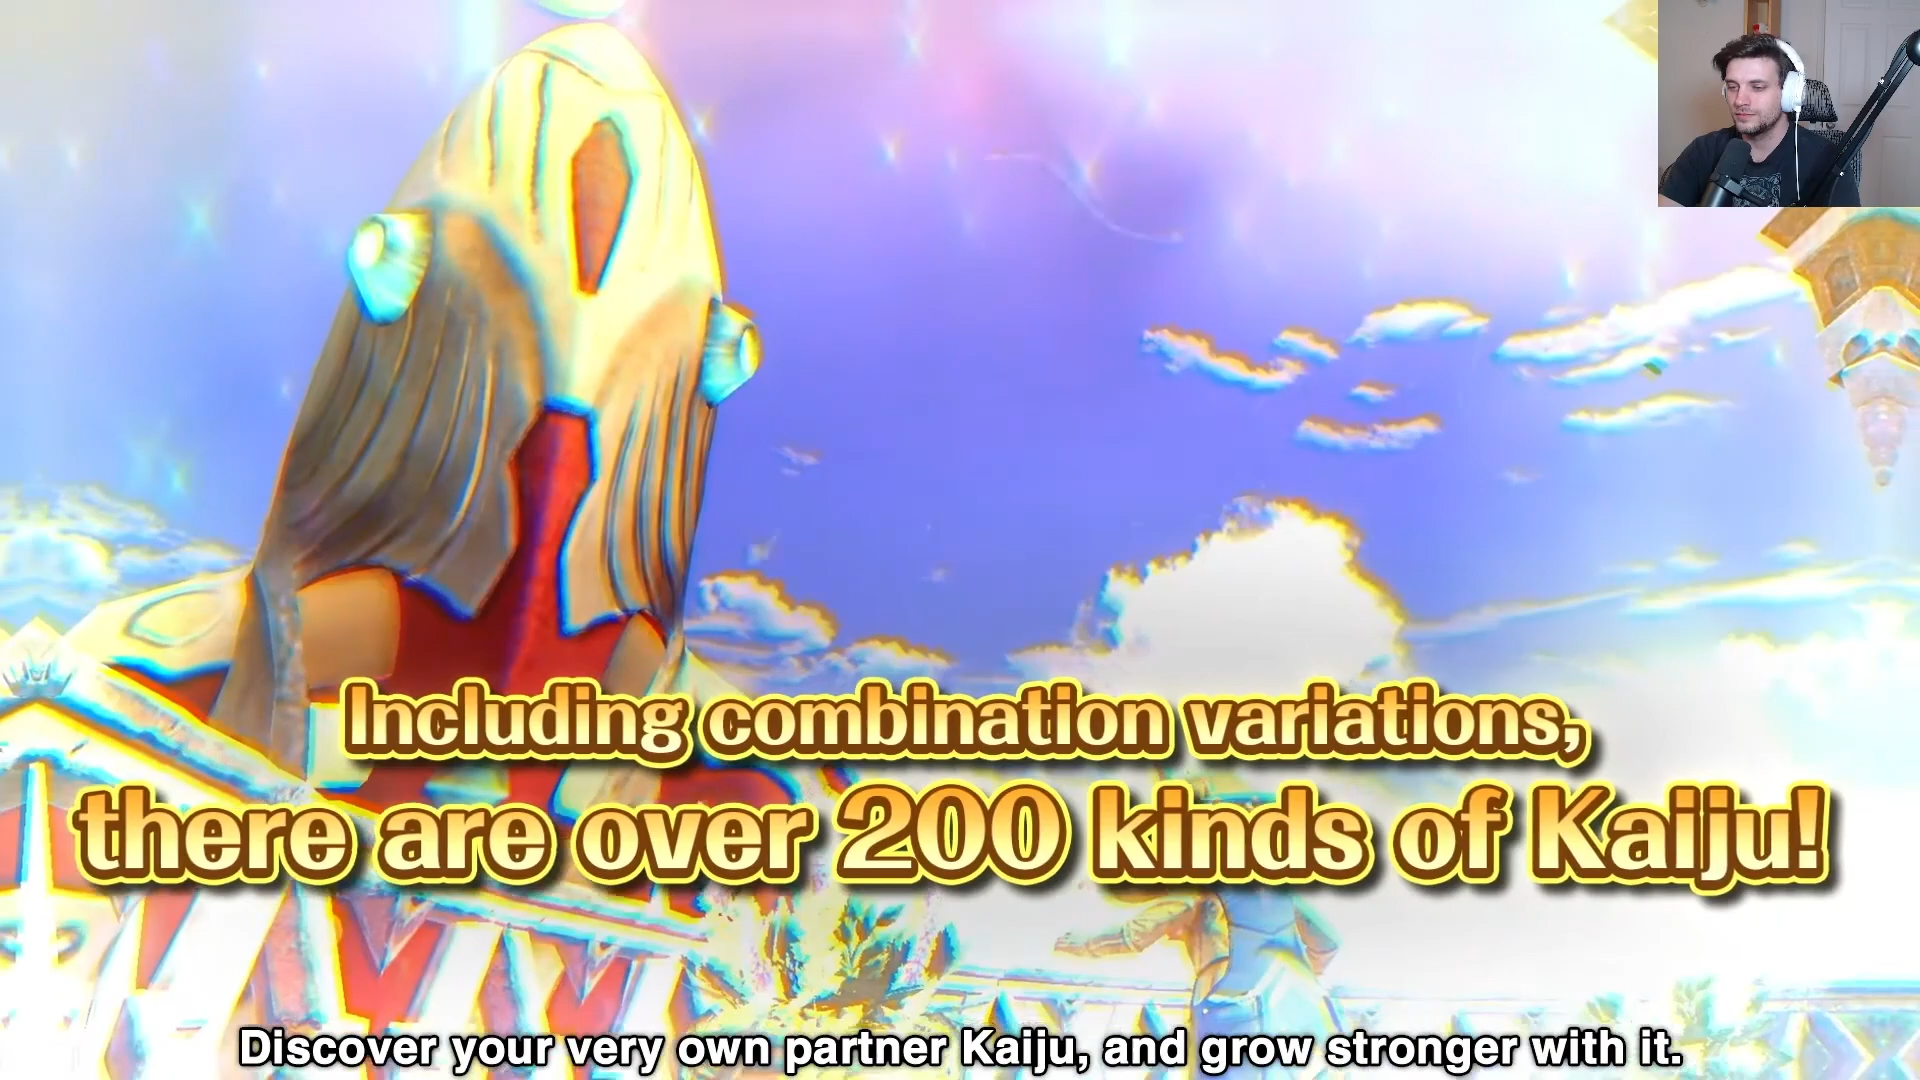 Including combination variations,
there are over 200 kinds of Kaiju!
Discover your very own partner Kaiju, and grow stronger with it.